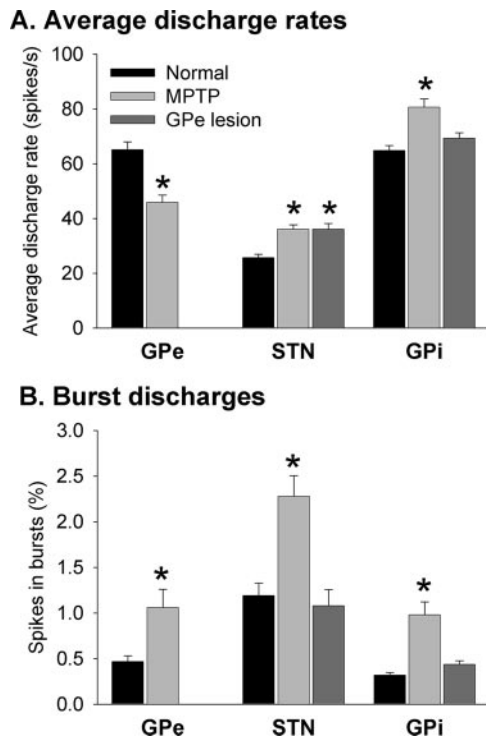 A. Average discharge rates
Average discharge rate (spikes/s)
100
80
60
40
20
0
Normal
MPTP
GPe lesion
*
*
*
*
GPe
STN
GPi
B. Burst discharges
Spikes in bursts (%)
3.0
2.5
2.0
1.5
1.0
0.5
0.0
*
*
*
GPe
STN
GPi